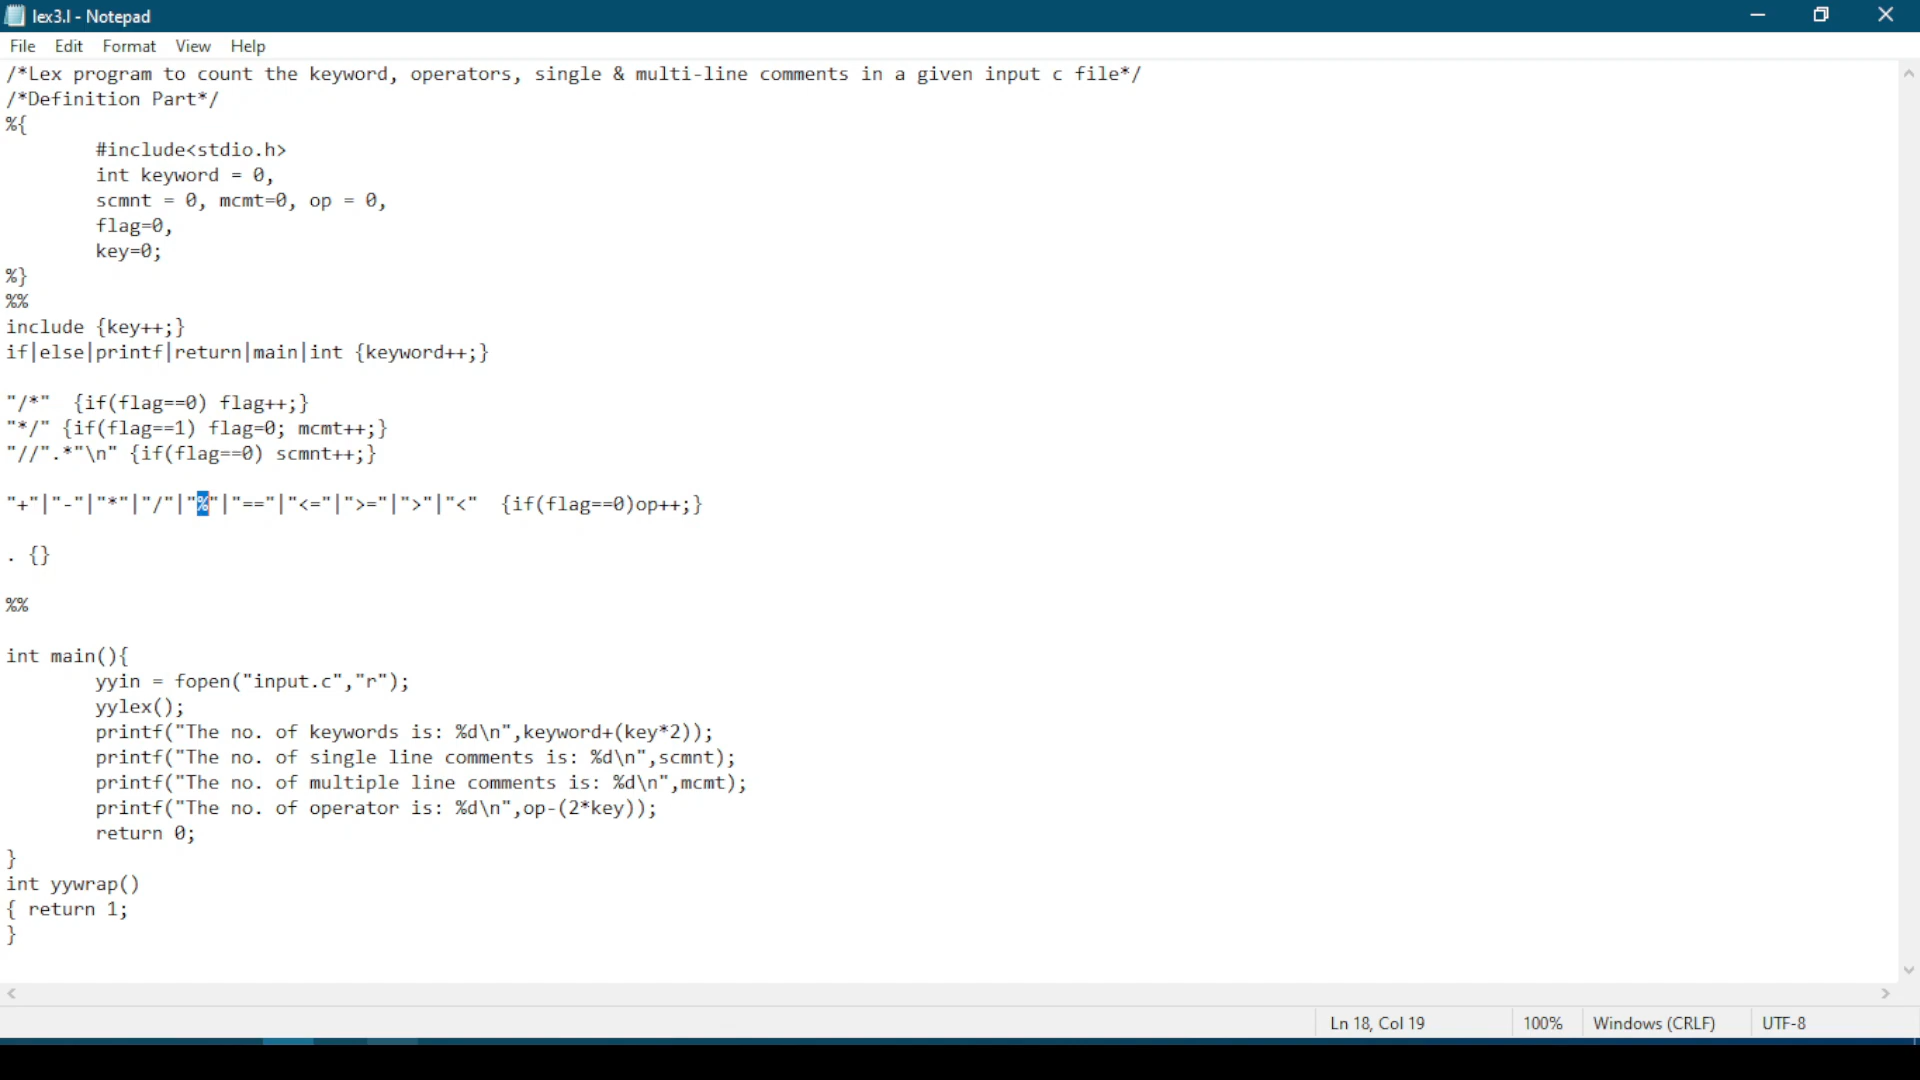 lex3.l - Notepad
File Edit Format View Help
/*Lex program to count the keyword, operators, single & multi-line comments in a given input c file*/
/*Definition Part*/
%{
#include<stdio.h>
int keyword = 0,
scmnt = 0, mcmt=0, op = 0,
flag=0,
key=0;
%}
%%
include {key++;}
if|else|printf|return|main|int {keyword++;}
"/*"  {if(flag==0) flag++;}
"*/" {if(flag==1) flag=0; mcmt++;}
"//".*"\n" {if(flag==0) scmnt++;}
"+"|"-"|"*"|"/"|"%"|"=="|"<="|">="|">"|"<"  {if(flag==0)op++;}
. {}
%%
int main(){
yyin = fopen("input.c","r");
yylex();
printf("The no. of keywords is: %d\n",keyword+(key*2));
printf("The no. of single line comments is: %d\n",scmnt);
printf("The no. of multiple line comments is: %d\n",mcmt);
printf("The no. of operator is: %d\n",op-(2*key));
return 0;
}
int yywrap()
{ return 1;
}
Ln 18, Col 19 100% Windows (CRLF) UTF-8